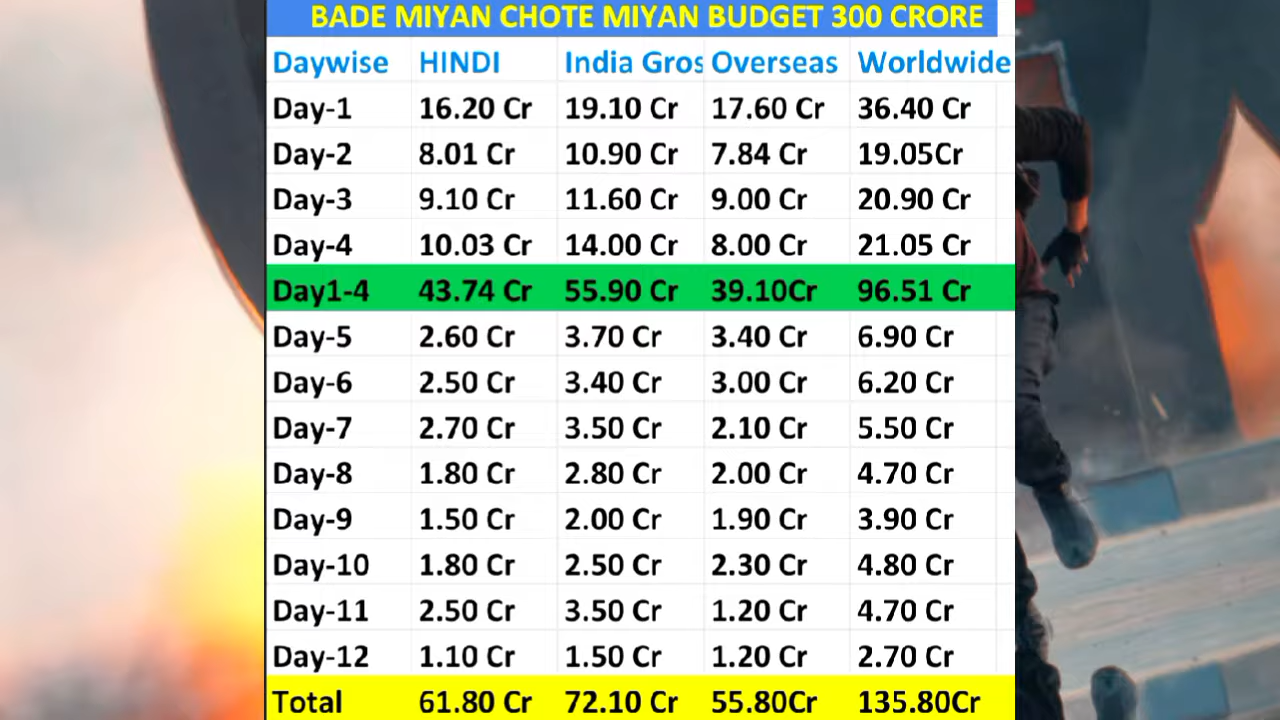 BADE MIYAN CHOTE MIYAN BUDGET 300 CRORE
Daywise HINDI India Gros Overseas Worldwide
Day-1 16.20 Cr 19.10 Cr 17.60 Cr 36.40 Cr
Day-2 8.01 Cr 10.90 Cr 7.84 Cr 19.05Cr
Day-3 9.10 Cr 11.60 Cr 9.00 Cr 20.90 Cr
Day-4 10.03 Cr 14.00 Cr 8.00 Cr 21.05 Cr
Day1-4 43.74 Cr 55.90 Cr 39.10Cr 96.51 Cr
Day-5 2.60 Cr 3.70 Cr 3.40 Cr 6.90 Cr
Day-6 2.50 Cr 3.40 Cr 3.00 Cr 6.20 Cr
Day-7 2.70 Cr 3.50 Cr 2.10 Cr 5.50 Cr
Day-8 1.80 Cr 2.80 Cr 2.00 Cr 4.70 Cr
Day-9 1.50 Cr 2.00 Cr 1.90 Cr 3.90 Cr
Day-10 1.80 Cr 2.50 Cr 2.30 Cr 4.80 Cr
Day-11 2.50 Cr 3.50 Cr 1.20 Cr 4.70 Cr
Day-12 1.10 Cr 1.50 Cr 1.20 Cr 2.70 Cr
Total 61.80 Cr 72.10 Cr 55.80Cr 135.80Cr